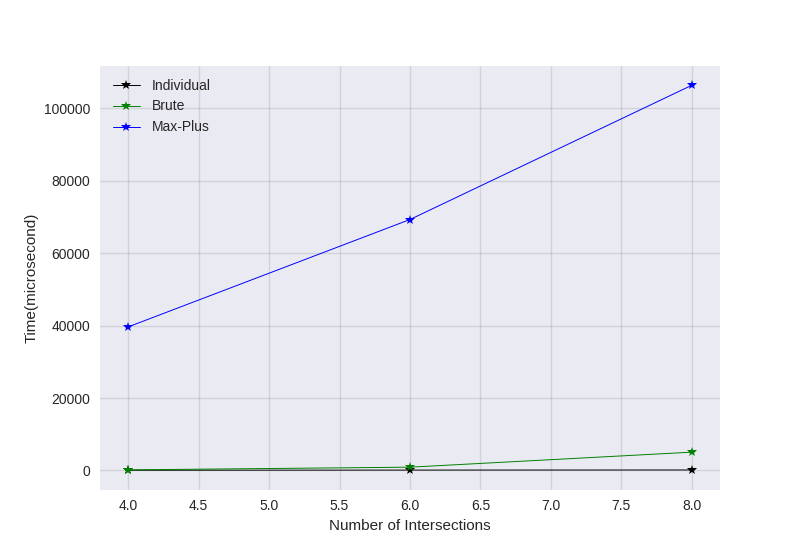 Individual
Brute
Max-Plus
100000
80000
60000
40000
20000
0
Time(microsecond)
4.0 4.5 5.0 5.5 6.0 6.5 7.0 7.5 8.0
Number of Intersections